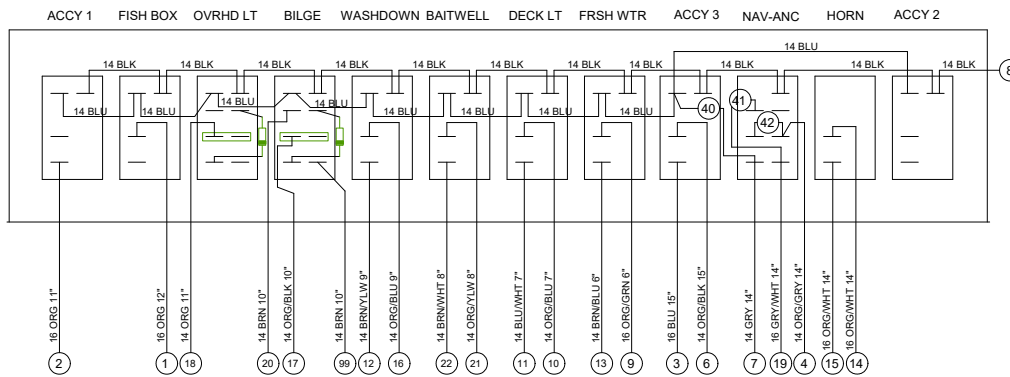 ACCY 1 FISH BOX OVRHD LT BILGE WASHDOWN BAITWELL DECK LT FRSH WTR ACCY 3 NAV-ANC HORN ACCY 2
14 BLU
14 BLK 14 BLK 14 BLK 14 BLK 14 BLK 14 BLK 14 BLK 14 BLK 14 BLK 14 BLK
8
14 BLU 14 BLU 14 BLU 14 BLU 14 BLU 14 BLU 14 BLU 14 BLU
40
41
42
16 ORG 11"
16 ORG 12"
14 ORG 11"
14 BRN 10"
14 ORG/BLK 10"
14 BRN 10"
14 BRN/YLW 9"
14 ORG/BLU 9"
14 BRN/WHT 8"
14 ORG/YLW 8"
14 BLU/WHT 7"
14 ORG/BLU 7"
14 BRN/BLU 6"
16 ORG/GRN 6"
16 BLU 15"
14 ORG/BLK 15"
14 GRY 14"
16 GRY/WHT 14"
14 ORG/GRY 14"
16 ORG/WHT 14"
16 ORG/WHT 14"
2 1 18 20 17 99 12 16 22 21 11 10 13 9 3 6 7 19 4 15 14